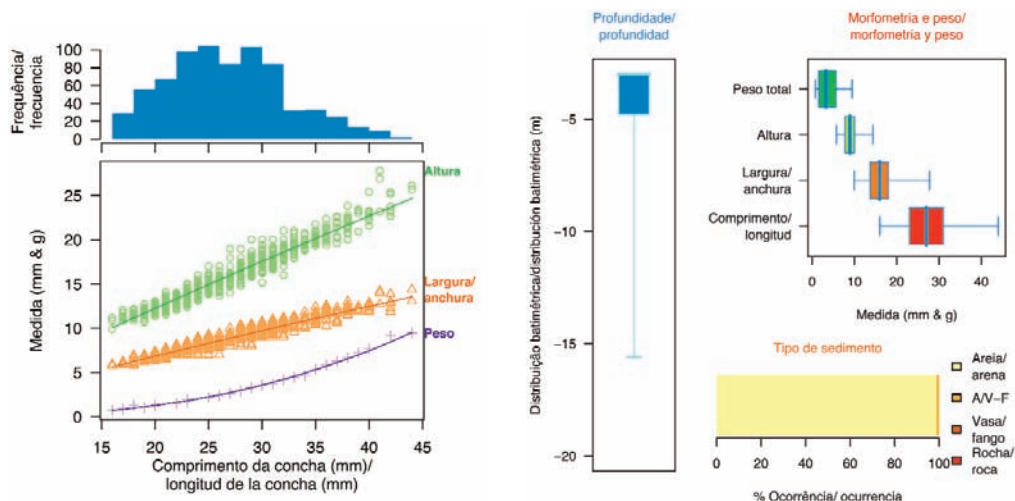 Frequência/
frecuencia
100
80
60
40
20
0
Medida (mm & g)
25
20
15
10
5
0
Altura
Largura/
anchura
Peso
15
20
25
30
35
40
45
Comprimento da concha (mm)/
longitud de la concha (mm)
Profundidade/
profundidad
Distribuição batimétrica/distribución batimétrica (m)
−5
−10
−15
−20
Morfometria e peso/
morfometría y peso
Peso total
Altura
Largura/
anchura
Comprimento/
longitud
0
10
20
30
40
Medida (mm & g)
Tipo de sedimento
Areia/
arena
A/V−F
Vasa/
fango
Rocha/
roca
0
20
40
60
80
100
% Ocorrência/ ocurrencia